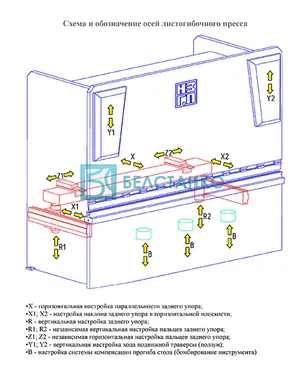 Схема и обозначение осей листогибочного пресса
Y1
Y2
Z1
Z2
X
X2
БЕЛСТАНКО
X1
R2
R1
B
B
B
•X - горизонтальная настройка параллельности заднего упора;
•X1; X2 - настройка наклона заднего упора в горизонтальной плоскости,
•R - вертикальная настройка заднего упора;
•R1; R2 - независимая вертикальная настройка пальцев заднего упора;
•Z1; Z2 - независимая горизонтальная настройка пальцев заднего упора;
•Y1; Y2 - вертикальная настройка хода подвижной траверсы (ползун);
•B - настройка системы компенсации прогиба стола (бомбирование инструмента)